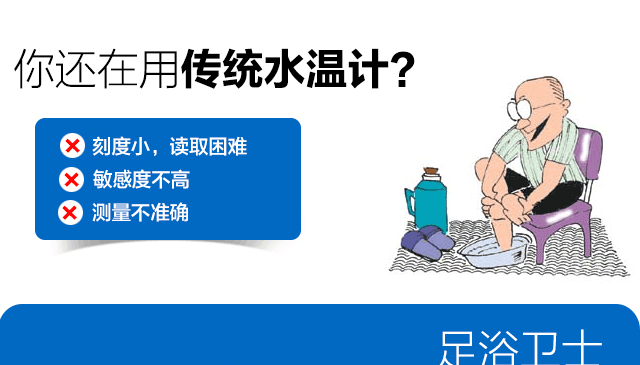 你还在用传统水温计?
刻度小，读取困难
敏感度不高
测量不准确
足浴卫士